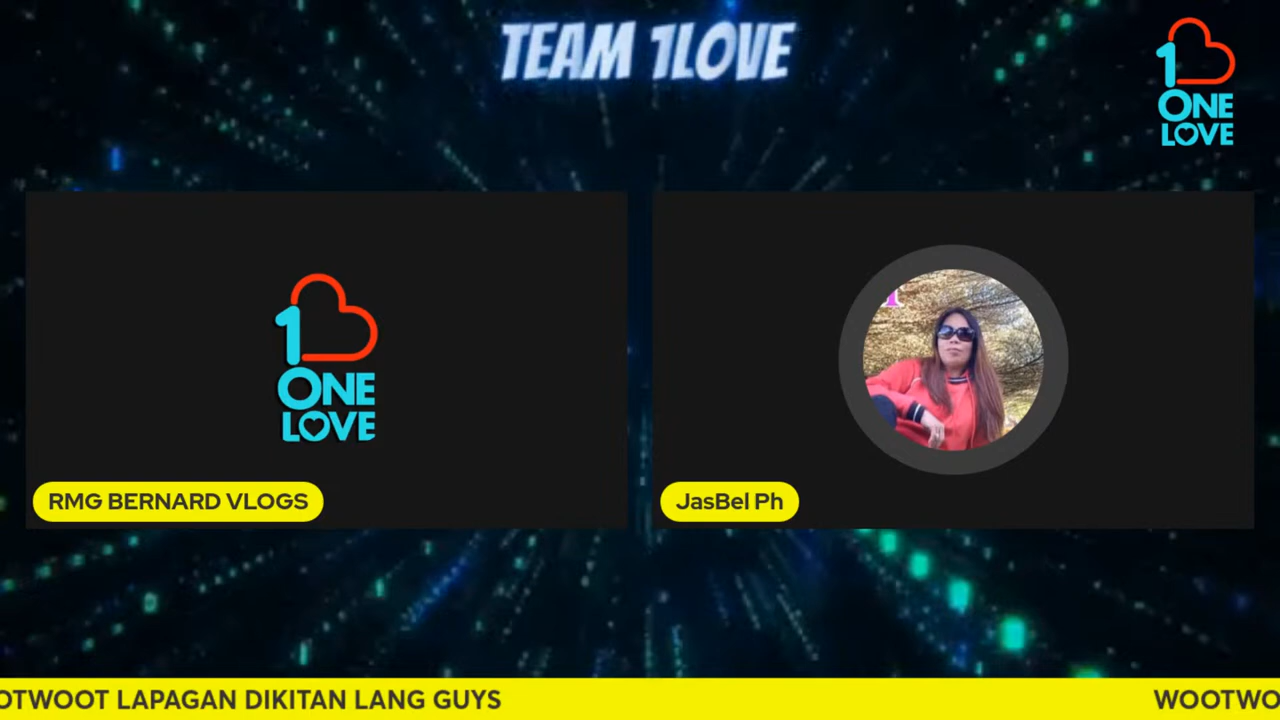 TEAM 1LOVE
1
ONE
LOVE
1
ONE
LOVE
RMG BERNARD VLOGS
JasBel Ph
OTWOOT LAPAGAN DIKITAN LANG GUYS
WOOTWO